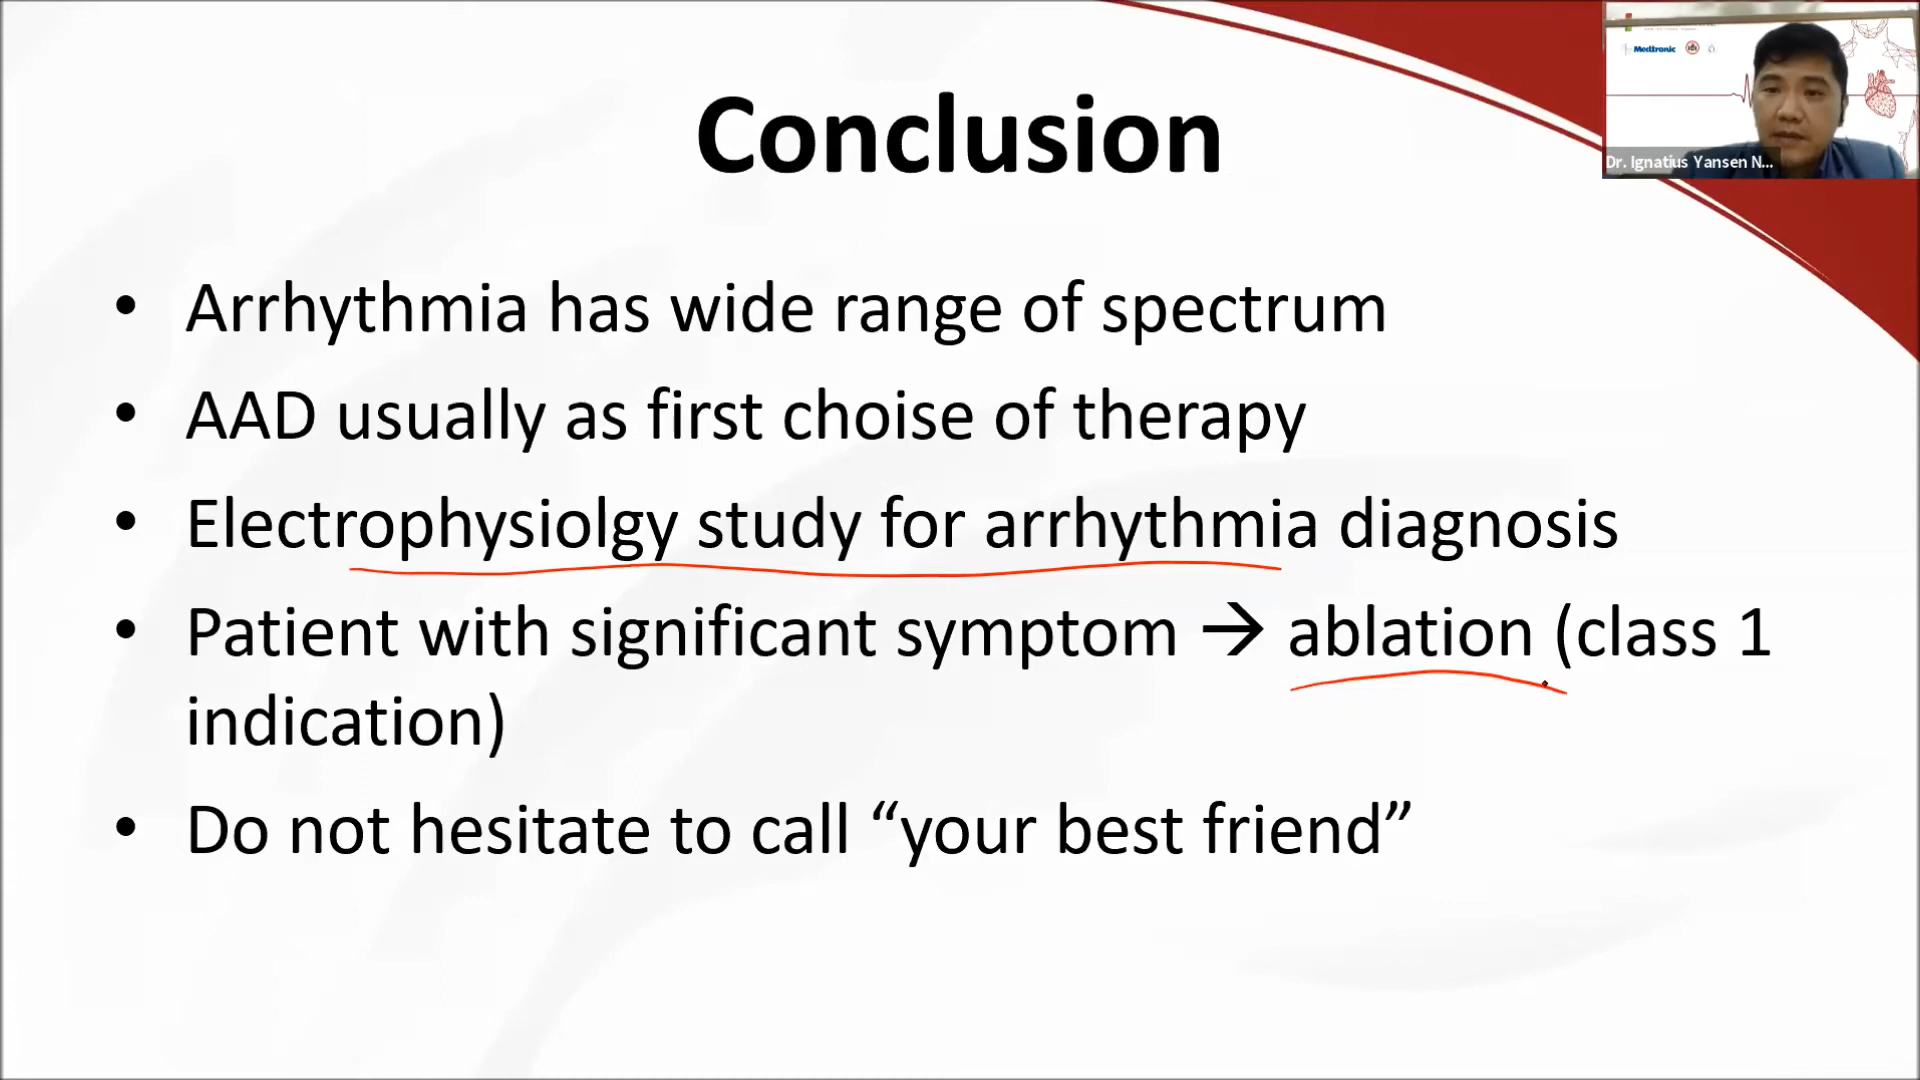 Conclusion
Medtronic
Dr. Ignatius Yansen N...
• Arrhythmia has wide range of spectrum
• AAD usually as first choise of therapy
• Electrophysiolgy study for arrhythmia diagnosis
• Patient with significant symptom → ablation (class 1
indication)
• Do not hesitate to call “your best friend”